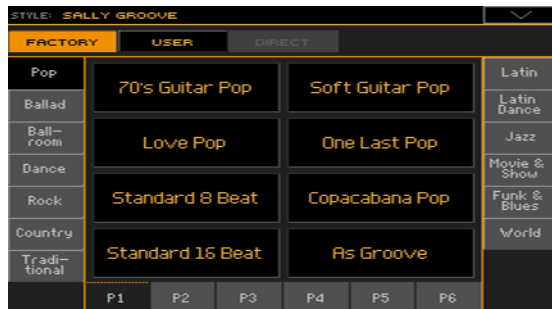 STYLE: SALLY GROOVE
FACTORY USER DIRECT
Pop
Ballad
Ball-
room
Dance
Rock
Country
Tradi-
tional
70's Guitar Pop
Soft Guitar Pop
Love Pop
One Last Pop
Standard 8 Beat
Copacabana Pop
Standard 16 Beat
As Groove
Latin
Latin
Dance
Jazz
Movie &
Show
Funk &
Blues
World
P1 P2 P3 P4 P5 P6